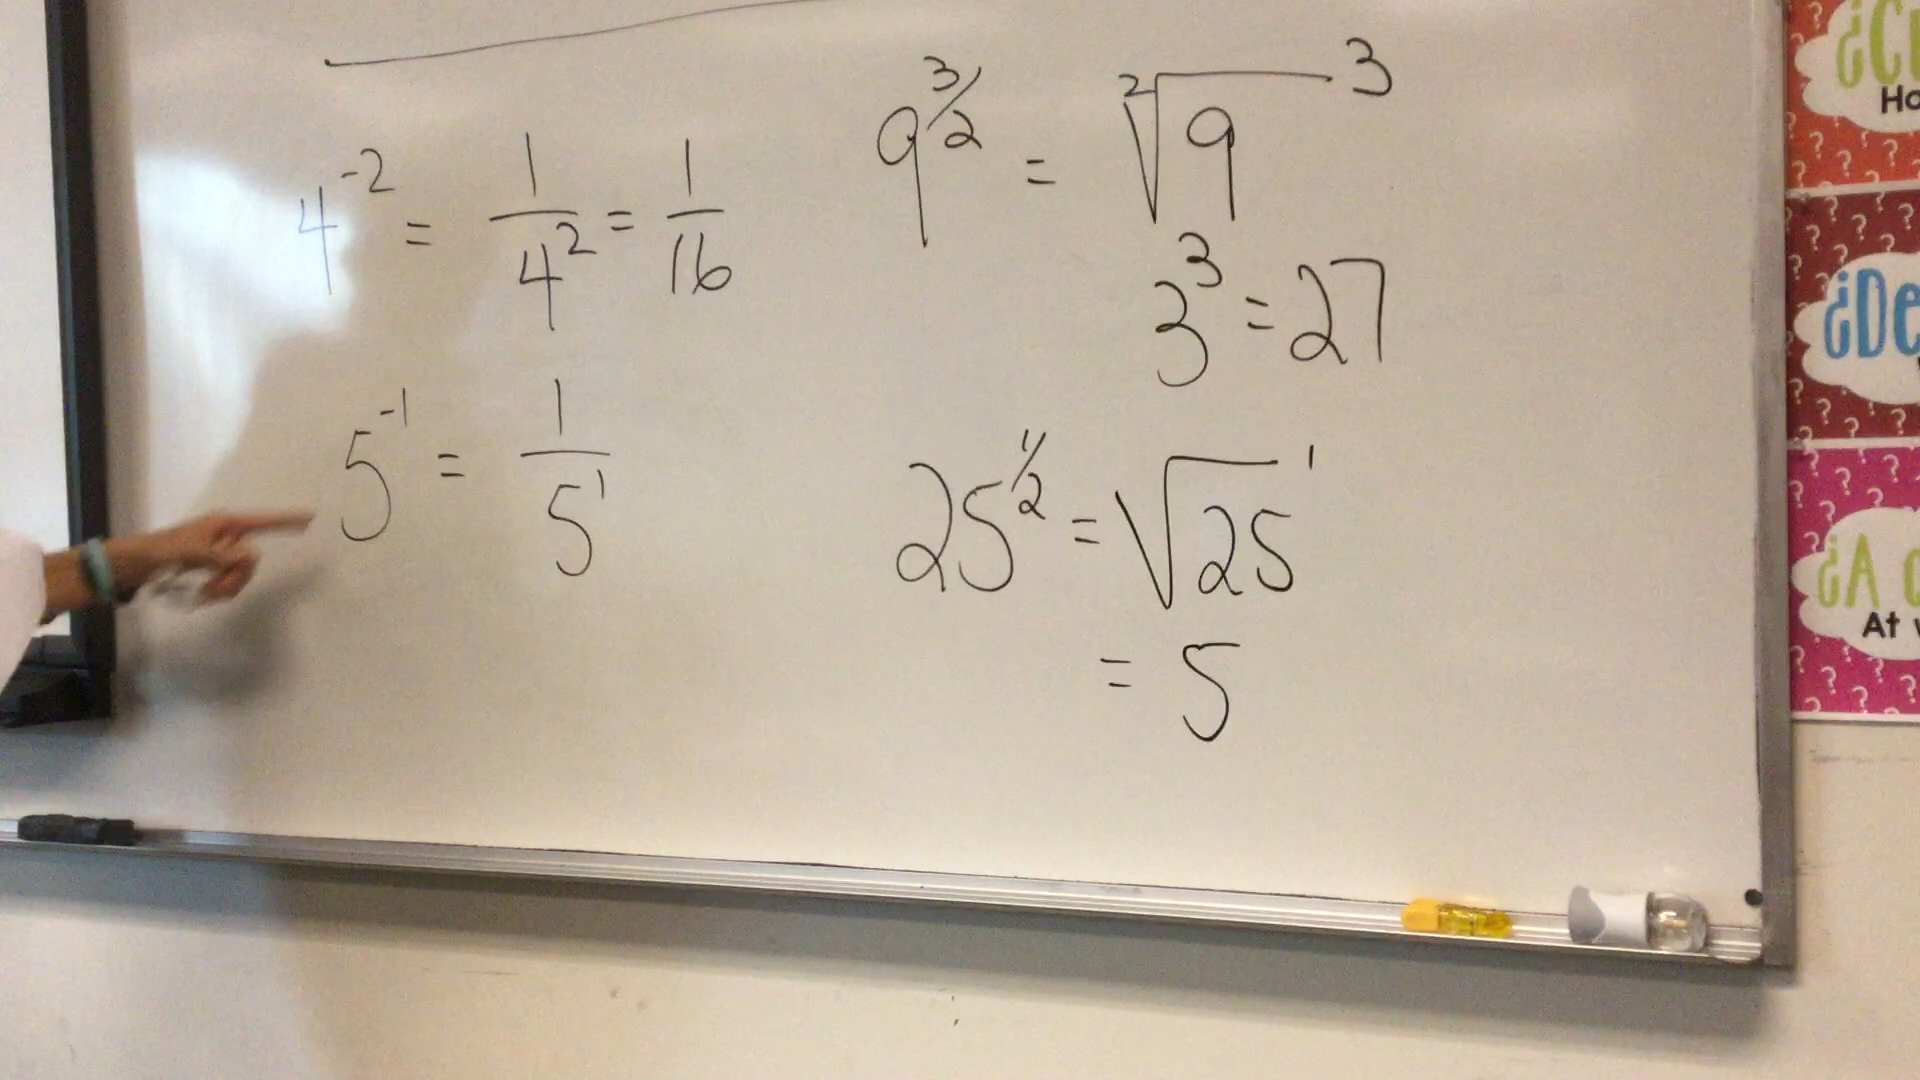 4⁻² = 1/4² = 1/16
5⁻¹ = 1/5¹
9^3/2 = ²√9 ³
3³ = 27
25^1/2 = √25 ¹
= 5
¿De
¿A
At